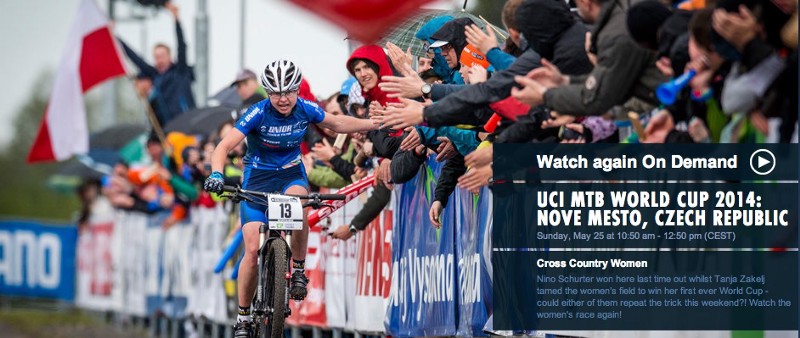 Watch again On Demand
UCI MTB WORLD CUP 2014:
NOVE MESTO, CZECH REPUBLIC
Sunday, May 25 at 10:50 am - 12:50 pm (CEST)
Cross Country Women
Nino Schurter won here last time out whilst Tanja Zakelj
tamed the women's field to win her first ever World Cup -
could either of them repeat the trick this weekend?! Watch the
women's race again!
UNIOR
13
ANO
Vysočina